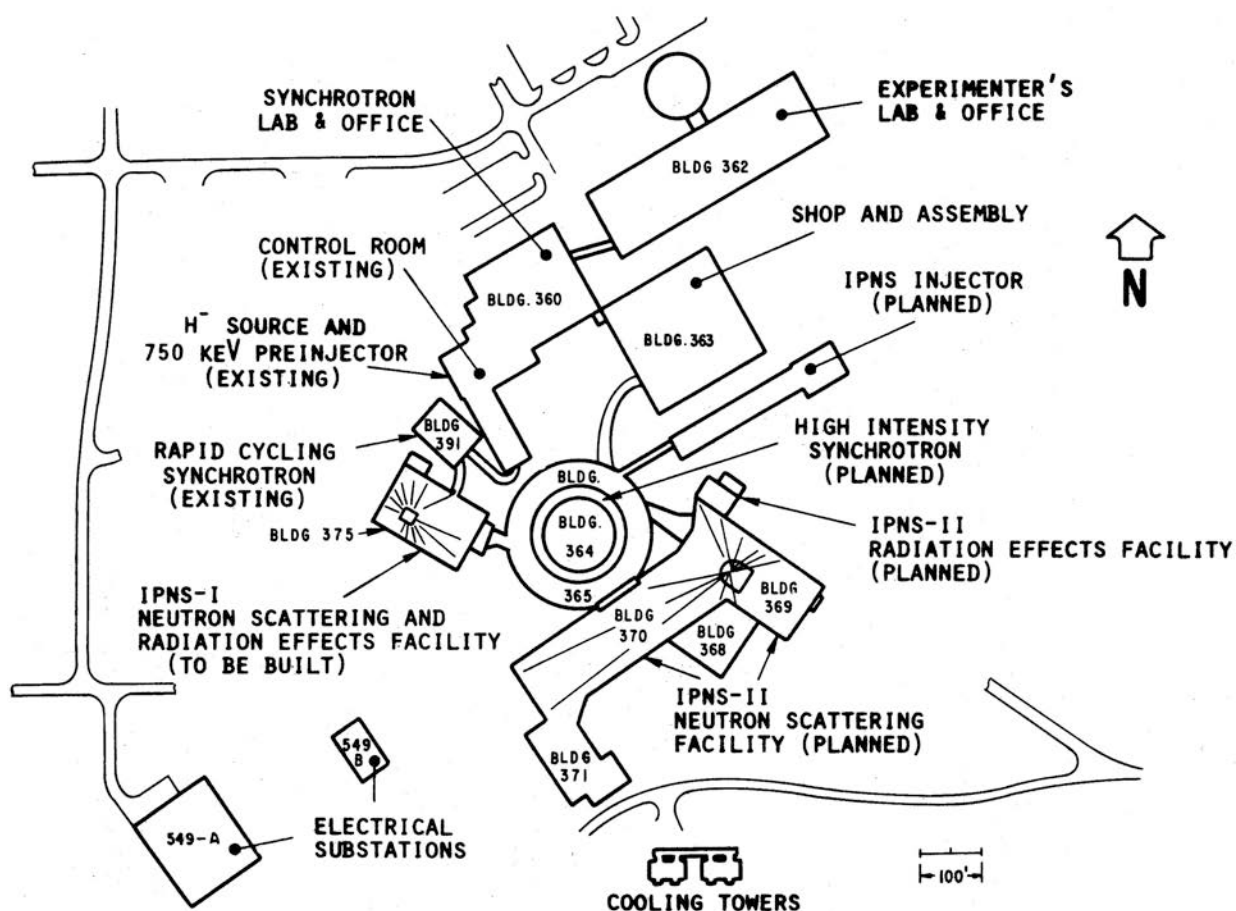 SYNCHROTRON
LAB & OFFICE
EXPERIMENTER'S
LAB & OFFICE
BLDG 362
SHOP AND ASSEMBLY
CONTROL ROOM
(EXISTING)
BLDG. 360
IPNS INJECTOR
(PLANNED)
N
H⁻ SOURCE AND
750 KEV PREINJECTOR
(EXISTING)
BLDG. 363
BLDG
391
RAPID CYCLING
SYNCHROTRON
(EXISTING)
HIGH INTENSITY
SYNCHROTRON
(PLANNED)
BLDG.
BLDG.
364
365
BLDG 375
IPNS-II
RADIATION EFFECTS FACILITY
(PLANNED)
IPNS-I
NEUTRON SCATTERING AND
RADIATION EFFECTS FACILITY
(TO BE BUILT)
BLDG
369
BLDG
370
BLDG
368
IPNS-II
NEUTRON SCATTERING
FACILITY (PLANNED)
BLDG
371
549
B
549-A
ELECTRICAL
SUBSTATIONS
COOLING TOWERS
100'